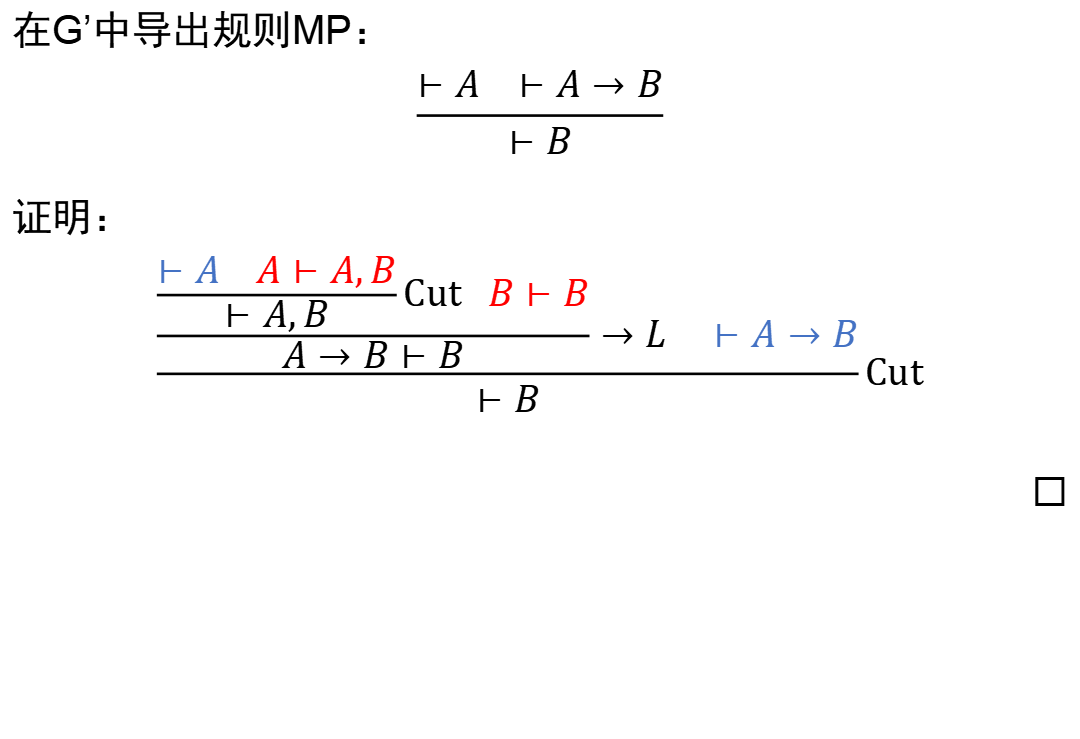 在G’中导出规则MP：
⊢ A ⊢ A → B
⊢ B
证明：
⊢ A A ⊢ A, B
Cut B ⊢ B
⊢ A, B
→ L ⊢ A → B
A → B ⊢ B
Cut
⊢ B
□